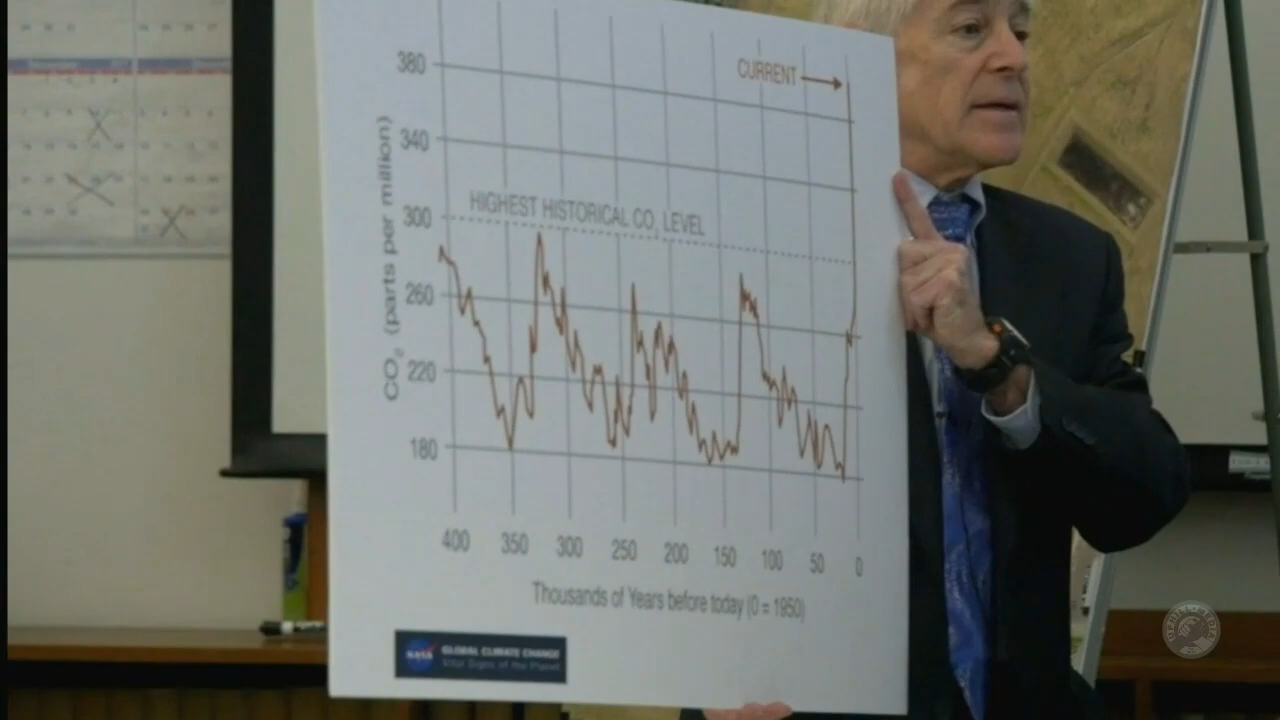 380
CURRENT
340
HIGHEST HISTORICAL CO2 LEVEL
300
CO2 (parts per million)
260
220
180
400 350 300 250 200 150 100 50 0
Thousands of Years before today (0 = 1950)
NASA GLOBAL CLIMATE CHANGE
Vital Signs of the Planet